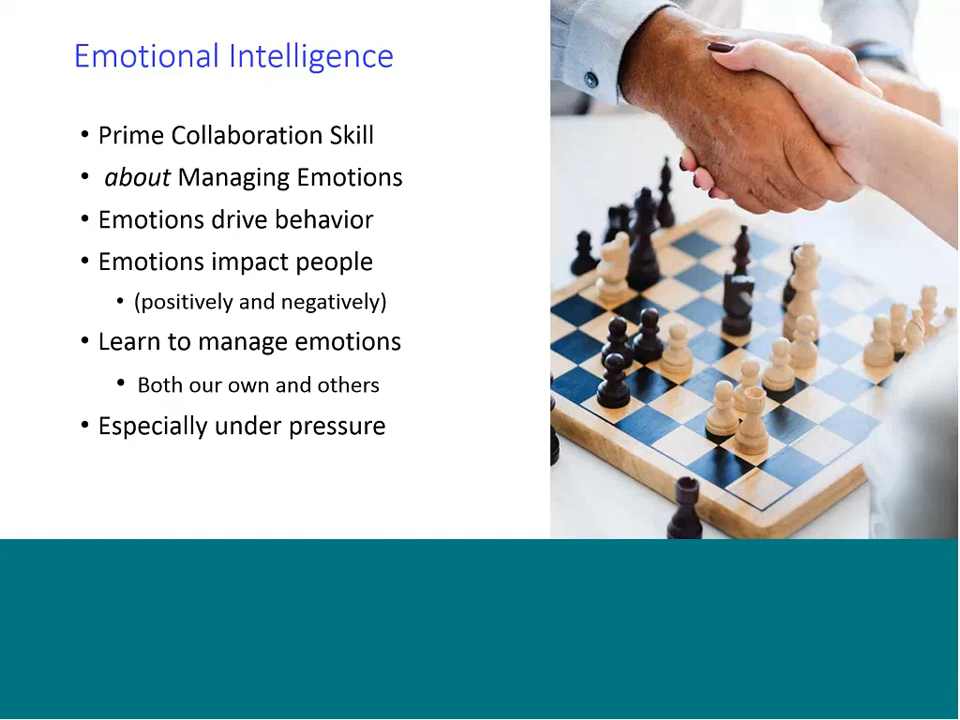 Emotional Intelligence
• Prime Collaboration Skill
• about Managing Emotions
• Emotions drive behavior
• Emotions impact people
• (positively and negatively)
• Learn to manage emotions
• Both our own and others
• Especially under pressure